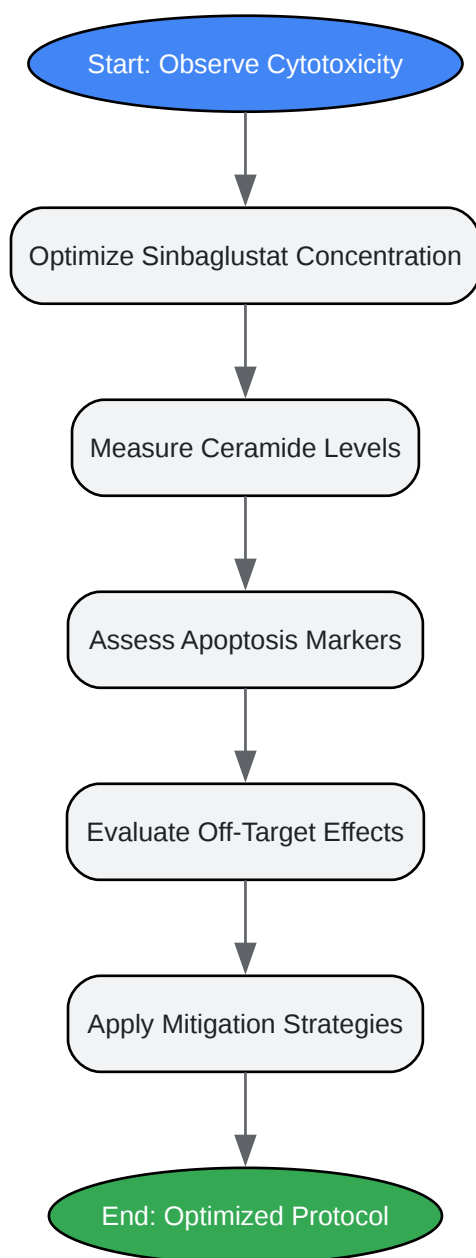 Start: Observe Cytotoxicity
Optimize Sinbaglustat Concentration
Measure Ceramide Levels
Assess Apoptosis Markers
Evaluate Off-Target Effects
Apply Mitigation Strategies
End: Optimized Protocol